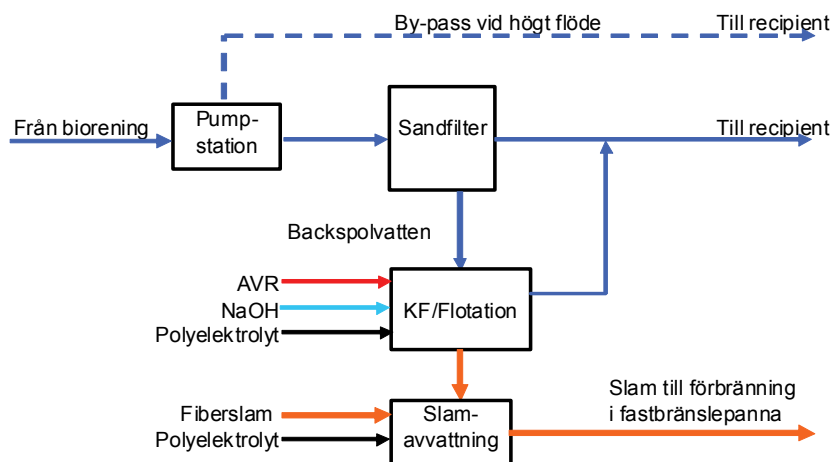 By-pass vid högt flöde
Till recipient
Från biorening
Pump-
station
Sandfilter
Till recipient
Backspolvatten
AVR
NaOH
Polyelektrolyt
KF/Flotation
Fiberslam
Polyelektrolyt
Slam-
avvattning
Slam till förbränning
i fastbränslepanna